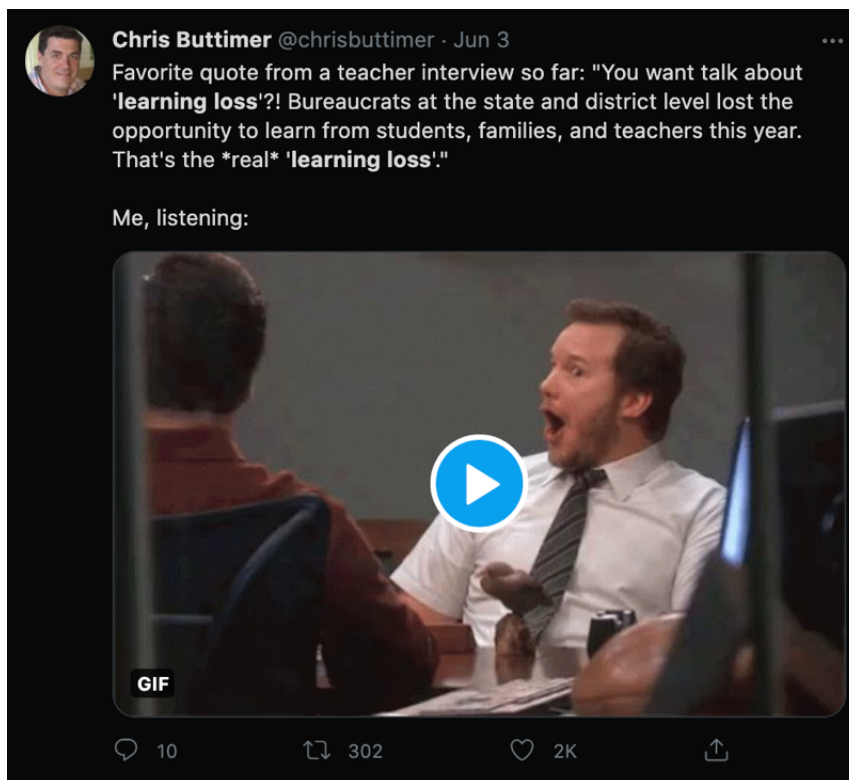 Chris Buttimer @chrisbuttimer · Jun 3
Favorite quote from a teacher interview so far: "You want talk about
'learning loss'?! Bureaucrats at the state and district level lost the
opportunity to learn from students, families, and teachers this year.
That's the *real* 'learning loss'."
Me, listening:
GIF
10 302 2K